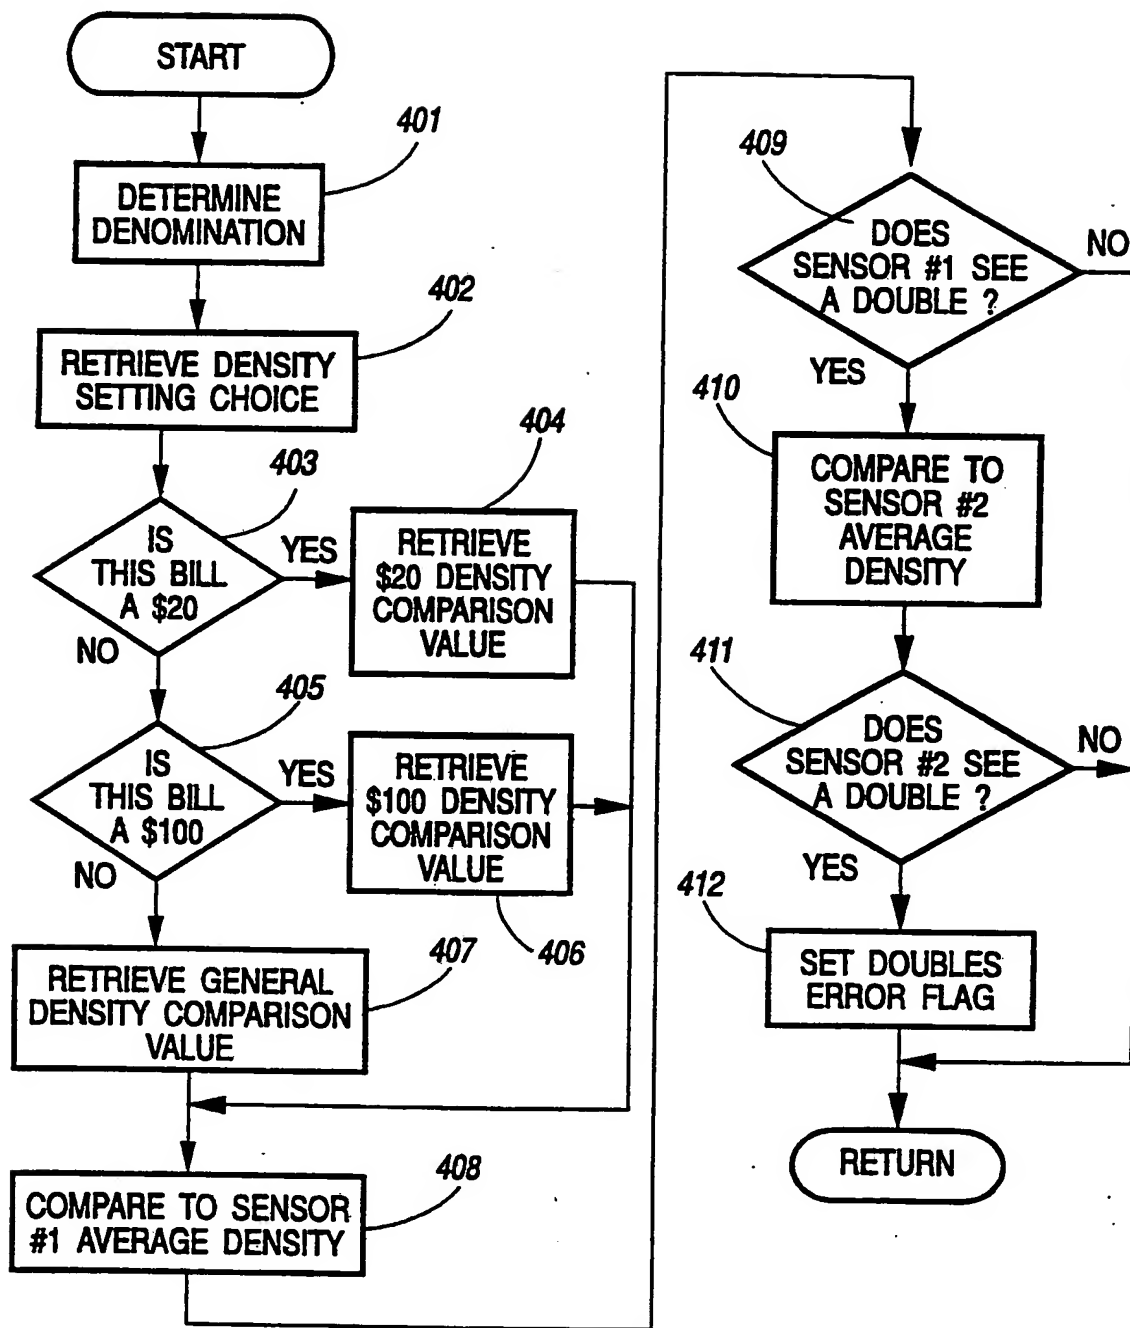 START
401
DETERMINE
DENOMINATION
402
RETRIEVE DENSITY
SETTING CHOICE
403
IS
THIS BILL
A $20
YES
NO
404
RETRIEVE
$20 DENSITY
COMPARISON
VALUE
405
IS
THIS BILL
A $100
YES
NO
RETRIEVE
$100 DENSITY
COMPARISON
VALUE
406
407
RETRIEVE GENERAL
DENSITY COMPARISON
VALUE
408
COMPARE TO SENSOR
#1 AVERAGE DENSITY
409
DOES
SENSOR #1 SEE
A DOUBLE ?
NO
YES
410
COMPARE TO
SENSOR #2
AVERAGE
DENSITY
411
DOES
SENSOR #2 SEE
A DOUBLE ?
NO
YES
412
SET DOUBLES
ERROR FLAG
RETURN